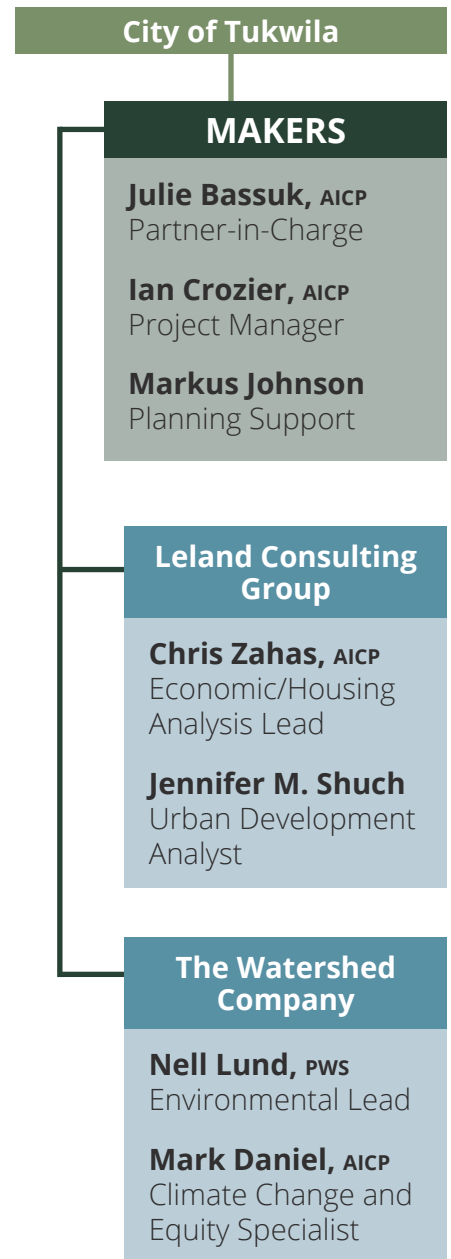 City of Tukwila
MAKERS
Julie Bassuk, AICP
Partner-in-Charge
Ian Crozier, AICP
Project Manager
Markus Johnson
Planning Support
Leland Consulting
Group
Chris Zahas, AICP
Economic/Housing
Analysis Lead
Jennifer M. Shuch
Urban Development
Analyst
The Watershed
Company
Nell Lund, PWS
Environmental Lead
Mark Daniel, AICP
Climate Change and
Equity Specialist